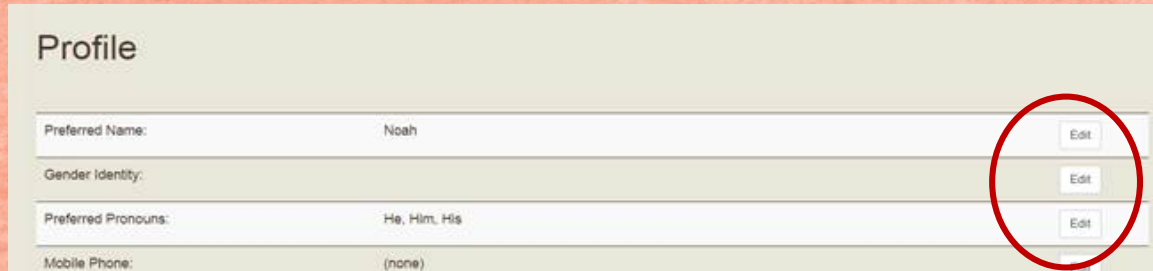 Profile
Preferred Name: Noah Edit
Gender Identity: Edit
Preferred Pronouns: He, Him, His Edit
Mobile Phone: (none)